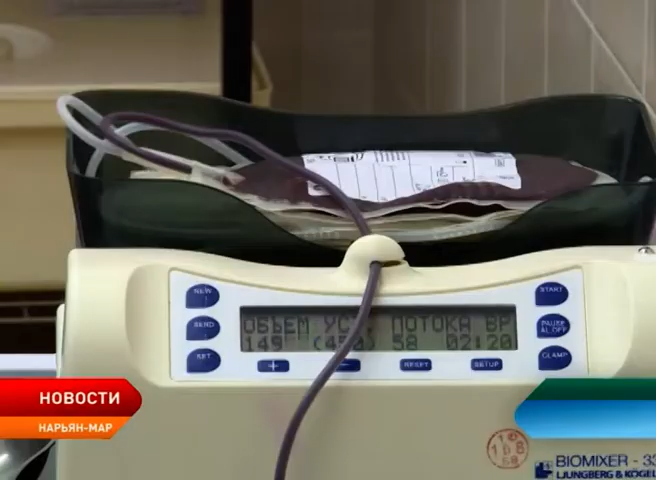 NEW
SEND
SET
ОБЪЕМ УСТ. ПОТОКА ВР
149 (450) 58 02:20
+ - RESET SETUP
START
PAUSE
AL.OFF
CLAMP
НОВОСТИ
НАРЬЯН-МАР
BIOMIXER - 33
LJUNGBERG & KÖGEL